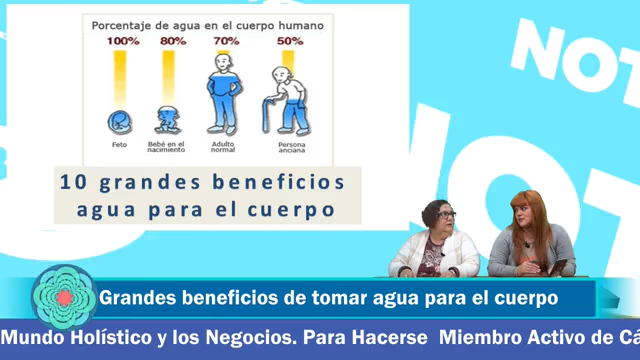 Porcentaje de agua en el cuerpo humano
100% 80% 70% 50%
Feto Bebé en el nacimiento Adulto normal Persona anciana
10 grandes beneficios
agua para el cuerpo
NOT
NOT
Grandes beneficios de tomar agua para el cuerpo
Mundo Holístico y los Negocios. Para Hacerse Miembro Activo de Cá